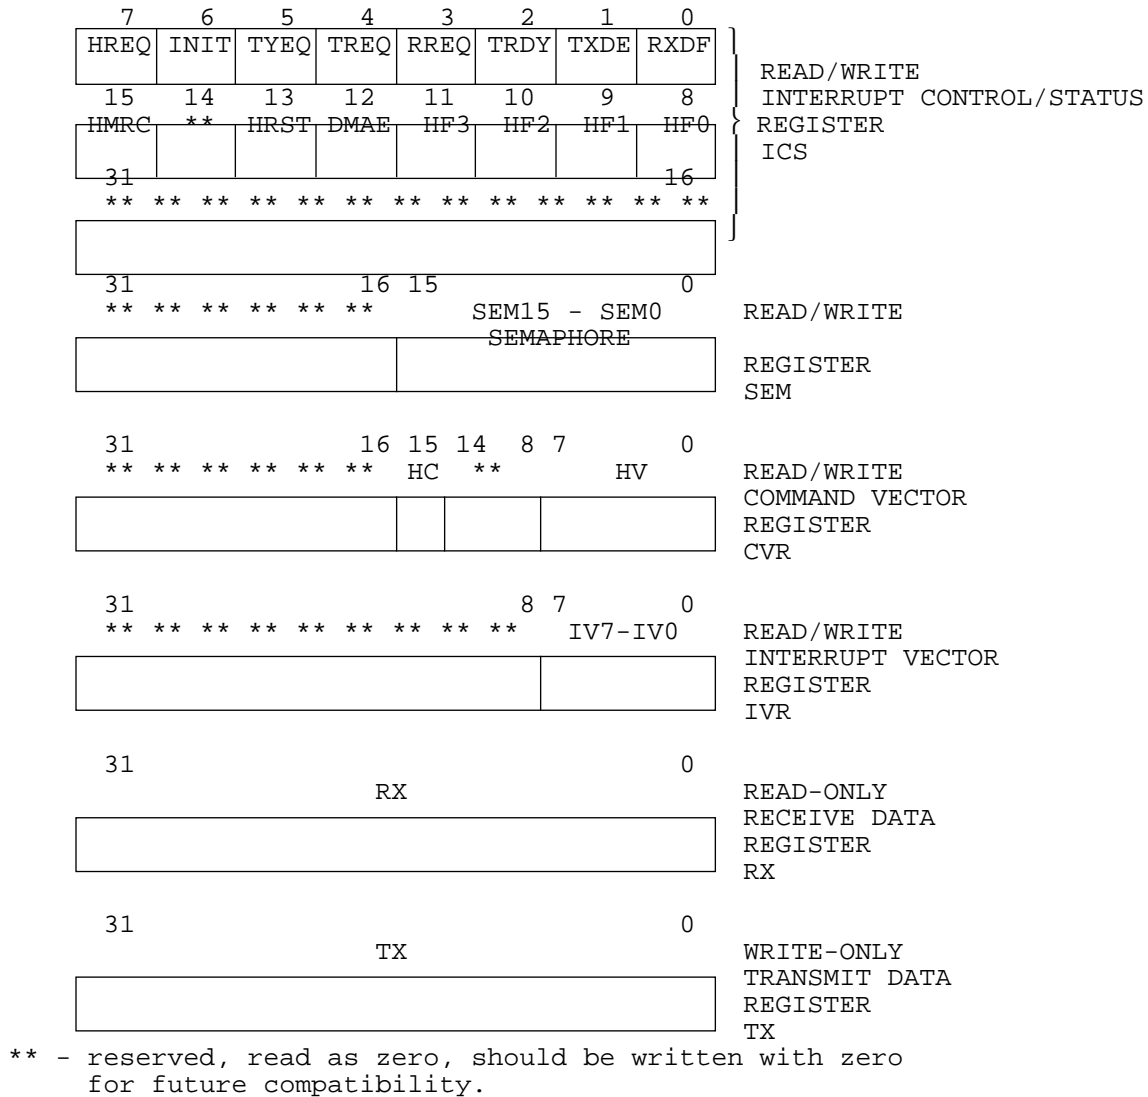 7 6 5 4 3 2 1 0
HREQ INIT TYEQ TREQ RREQ TRDY TXDE RXDF
READ/WRITE
15 14 13 12 11 10 9 8 INTERRUPT CONTROL/STATUS
HMRC ** HRST DMAE HF3 HF2 HF1 HF0 REGISTER
ICS
31 16
** ** ** ** ** ** ** ** ** ** ** ** **
31 16 15 0
** ** ** ** ** ** SEM15 - SEM0 READ/WRITE
SEMAPHORE
REGISTER
SEM
31 16 15 14 8 7 0
** ** ** ** ** ** HC ** HV READ/WRITE
COMMAND VECTOR
REGISTER
CVR
31 8 7 0
** ** ** ** ** ** ** ** ** IV7-IV0 READ/WRITE
INTERRUPT VECTOR
REGISTER
IVR
31 0
RX READ-ONLY
RECEIVE DATA
REGISTER
RX
31 0
TX WRITE-ONLY
TRANSMIT DATA
REGISTER
TX
** - reserved, read as zero, should be written with zero
for future compatibility.